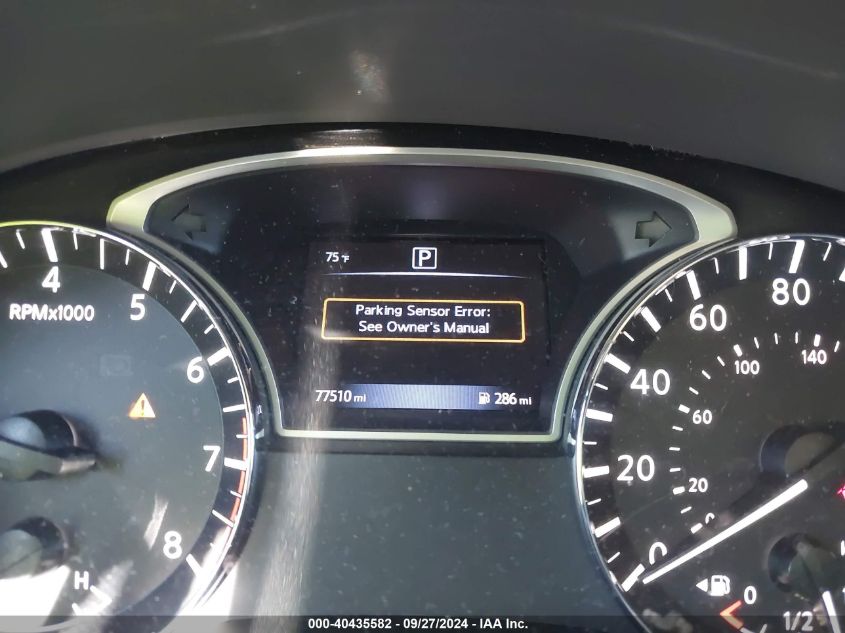 75°F
P
Parking Sensor Error:
See Owner's Manual
77510 mi
286 mi
4
5
6
7
8
RPMx1000
H
0
20
40
60
80
0
20
60
100
140
0
1/2
000-40435582 - 09/27/2024 - IAA Inc.